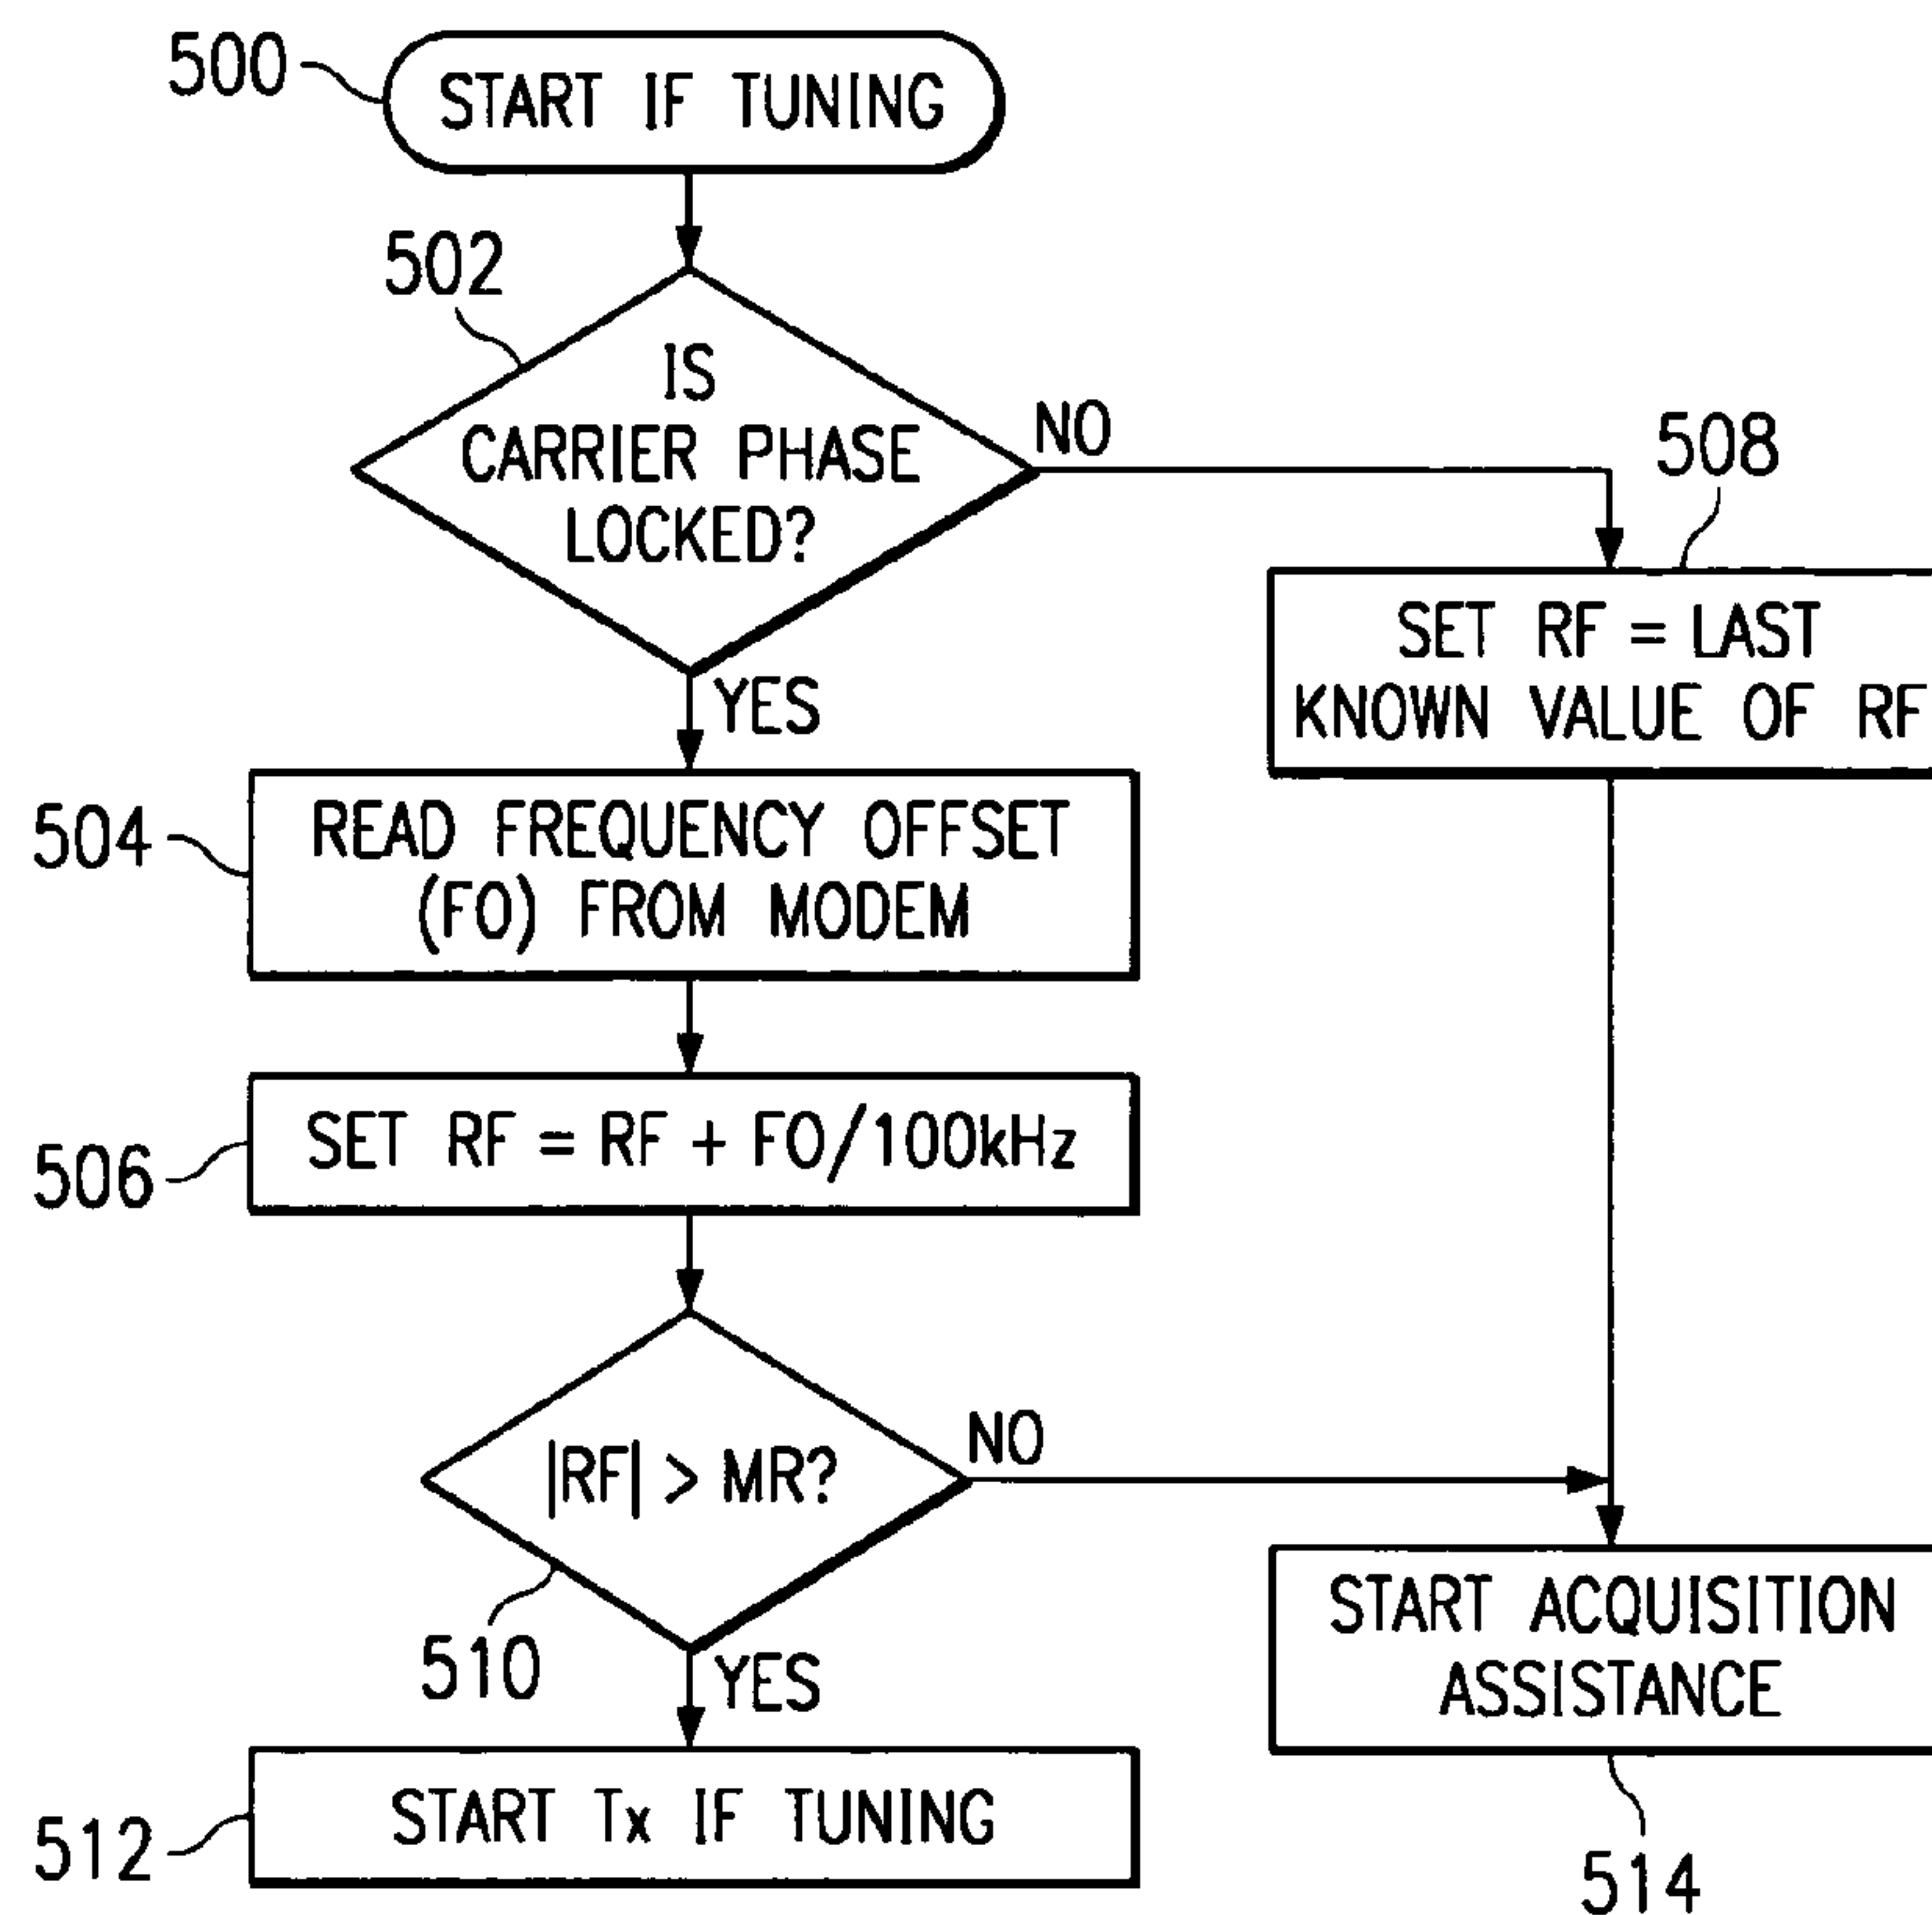 500
START IF TUNING
502
IS
CARRIER PHASE
LOCKED?
NO
YES
508
SET RF = LAST
KNOWN VALUE OF RF
504
READ FREQUENCY OFFSET
(FO) FROM MODEM
506
SET RF = RF + FO/100kHz
|RF| > MR?
NO
510
YES
START ACQUISITION
ASSISTANCE
512
START Tx IF TUNING
514